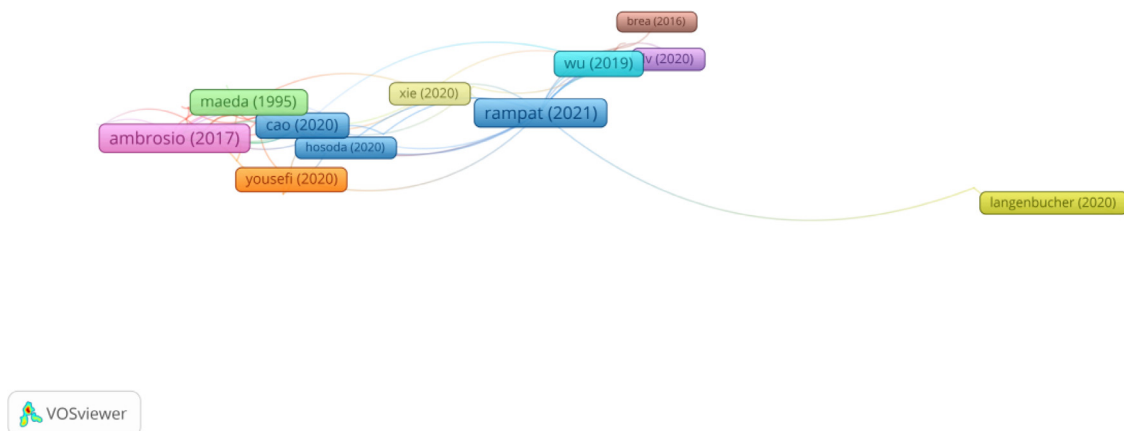 brea (2016)
wu (2019)
lv (2020)
xie (2020)
maeda (1995)
rampat (2021)
cao (2020)
ambrosio (2017)
hosoda (2020)
yousefi (2020)
langenbucher (2020)
VOSviewer